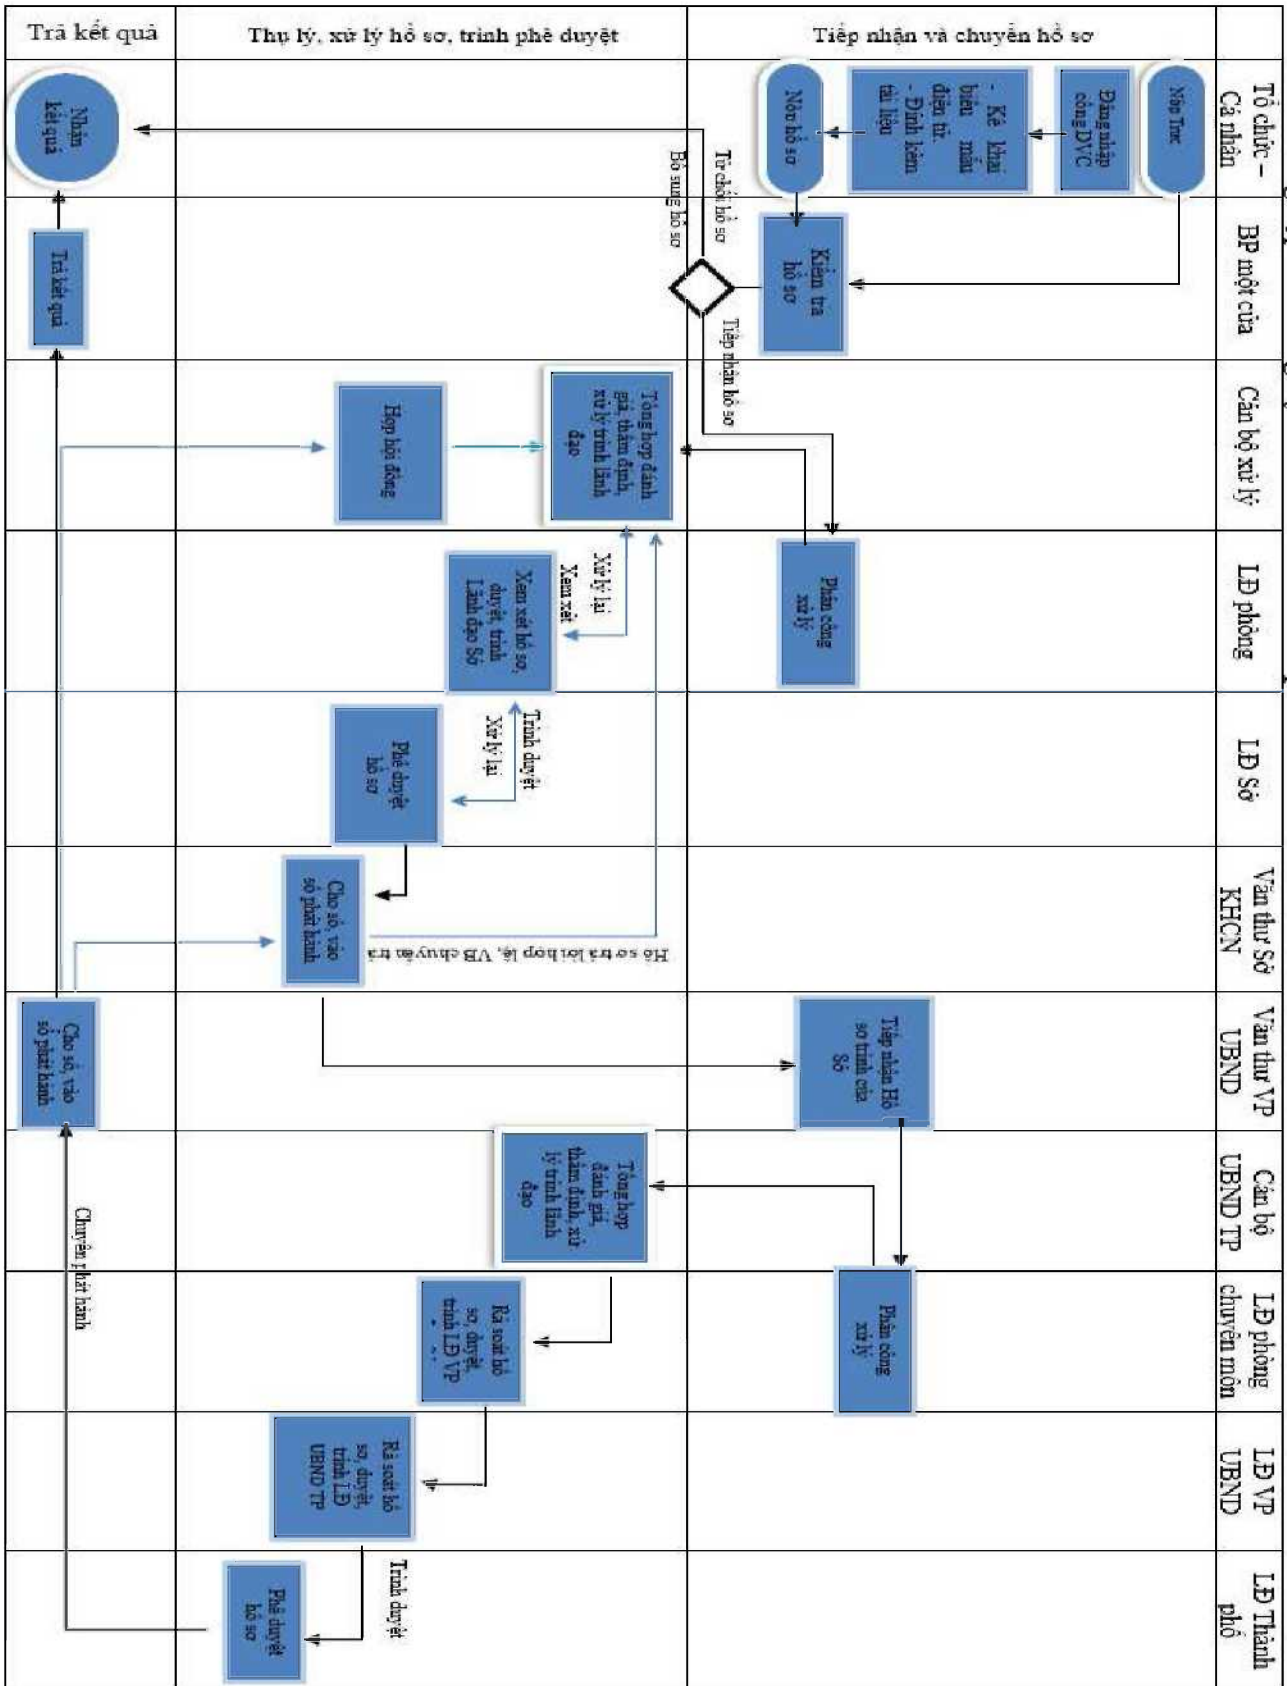 Tổ chức –
Cá nhân
BP một cửa
Cán bộ xử lý
LĐ phòng
LĐ Sở
Văn thư Sở
KHCN
Văn thư VP
UBND
Cán bộ
UBND TP
LĐ phòng
chuyên môn
LĐ VP
UBND
LĐ Thành
phố
Tiếp nhận và chuyển hồ sơ
Nộp Trực
Đăng nhập
cổng DVC
- Kê khai
biểu mẫu
điện tử.
- Đính kèm
tài liệu
Nộp hồ sơ
Kiểm tra
hồ sơ
Tiếp nhận hồ sơ
Từ chối hồ sơ
Bổ sung hồ sơ
Phân công
xử lý
Tiếp nhận Hồ
sơ trình của
Sở
Phân công
xử lý
Thụ lý, xử lý hồ sơ, trình phê duyệt
Tổng hợp đánh
giá, thẩm định,
xử lý trình lãnh
đạo
Họp hội đồng
Xử lý lại
Xem xét
Xem xét hồ sơ,
duyệt, trình
Lãnh đạo Sở
Trình duyệt
Xử lý lại
Phê duyệt
hồ sơ
Cho số, vào
sổ phát hành
Hồ sơ trả lời hợp lệ, VB chuyển trả
Tổng hợp
đánh giá,
thẩm định, xử
lý trình lãnh
đạo
Rà soát hồ
sơ, duyệt,
trình LĐ VP
Rà soát hồ
sơ, duyệt,
trình LĐ
UBND TP
Trình duyệt
Phê duyệt
hồ sơ
Trả kết quả
Nhận
kết quả
Trả kết quả
Cho số, vào
sổ phát hành
Chuyển phát hành